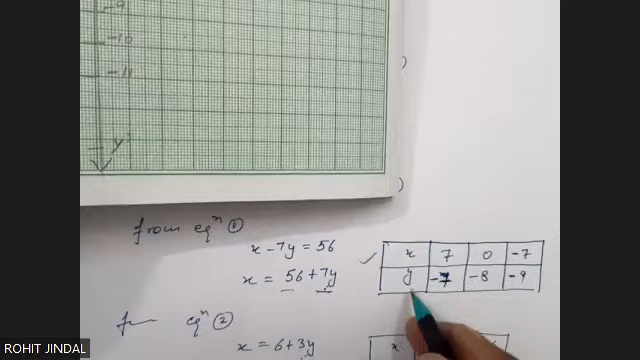 -9
-10
-11
y'
)
)
from eqⁿ ①
x - 7y = 56
x = 56 + 7y
x 7 0 -7
y -7 -8 -9
eqⁿ ②
x = 6 + 3y
x
ROHIT JINDAL